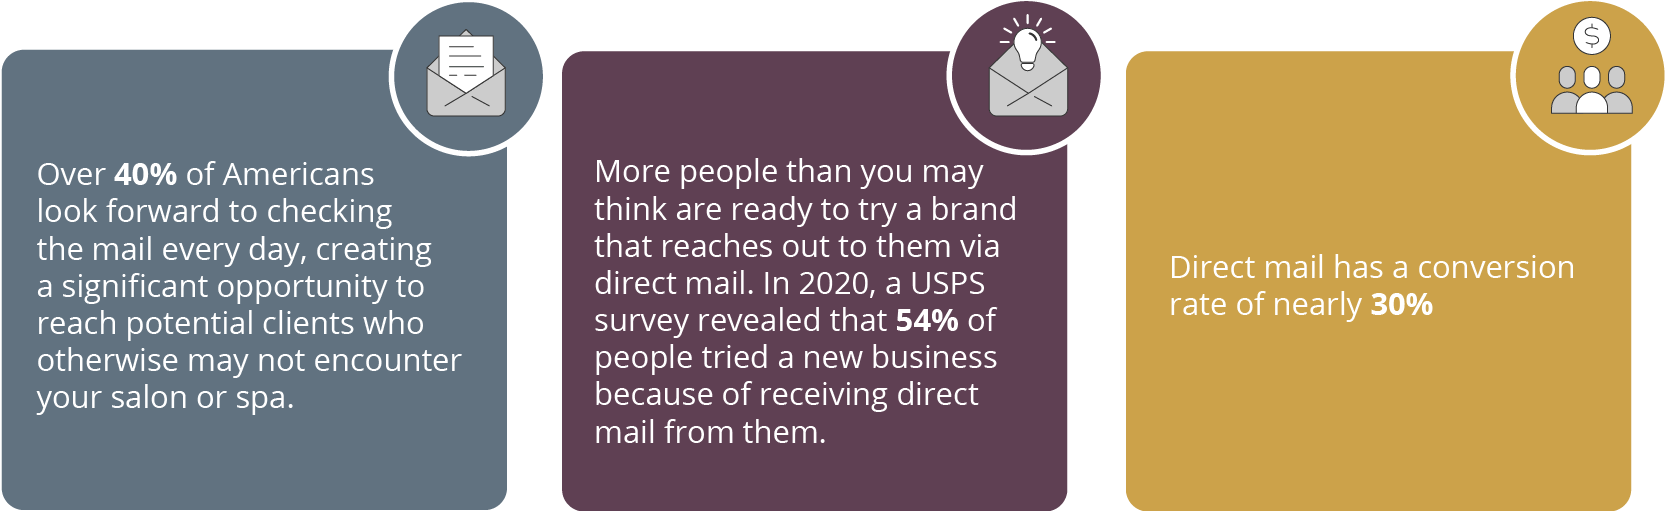 Over 40% of Americans
look forward to checking
the mail every day, creating
a significant opportunity to
reach potential clients who
otherwise may not encounter
your salon or spa.
More people than you may
think are ready to try a brand
that reaches out to them via
direct mail. In 2020, a USPS
survey revealed that 54% of
people tried a new business
because of receiving direct
mail from them.
$
Direct mail has a conversion
rate of nearly 30%